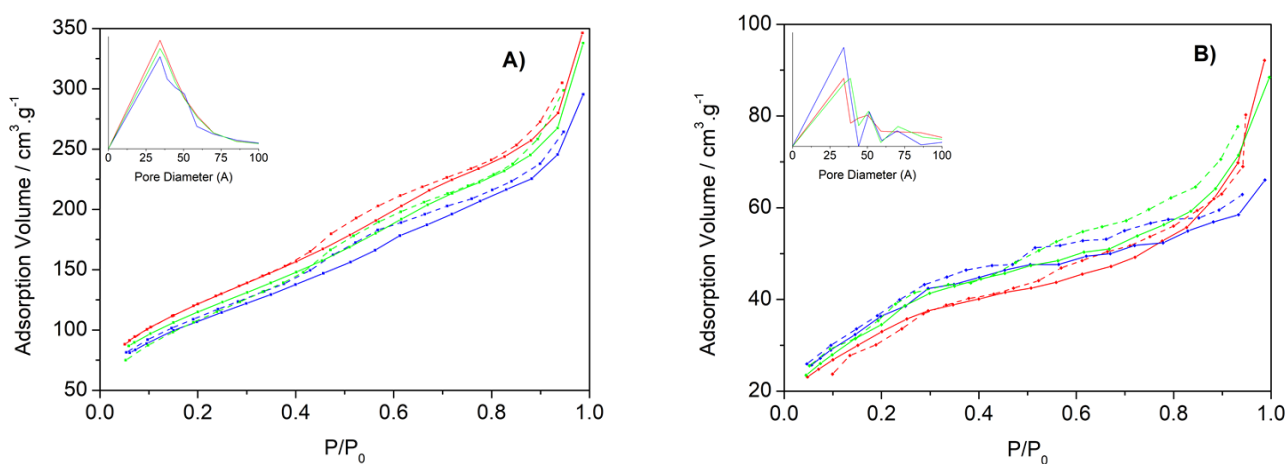 A)
350
300
250
200
150
100
50
0.0 0.2 0.4 0.6 0.8 1.0
P/P₀
Adsorption Volume / cm³.g⁻¹
0 25 50 75 100
Pore Diameter (A)
B)
100
80
60
40
20
0.0 0.2 0.4 0.6 0.8 1.0
P/P₀
Adsorption Volume / cm³.g⁻¹
0 25 50 75 100
Pore Diameter (A)